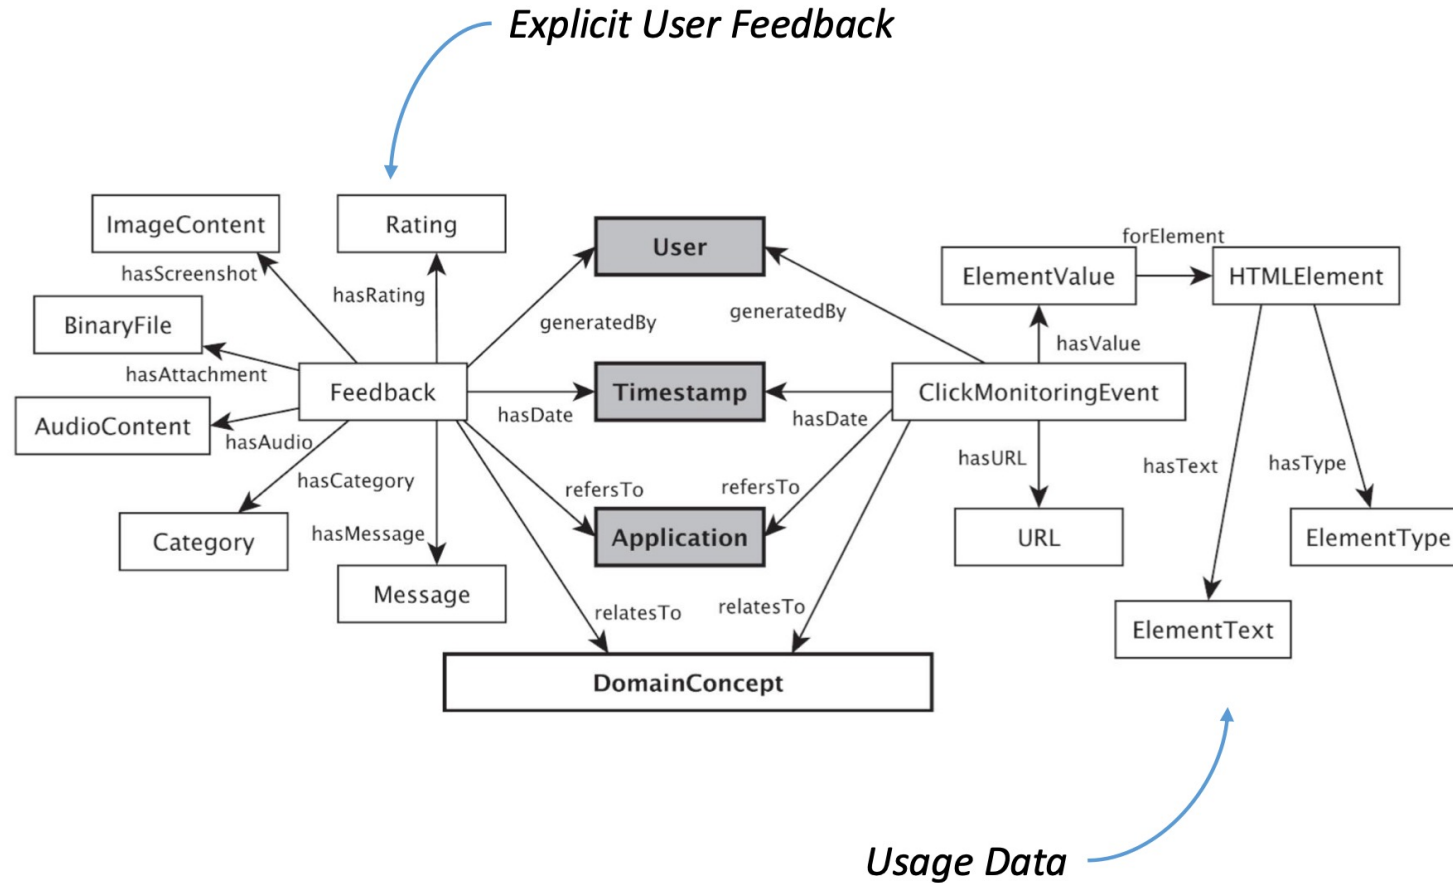 Explicit User Feedback
ImageContent
Rating
User
forElement
ElementValue
HTMLElement
hasScreenshot
hasRating
generatedBy
generatedBy
BinaryFile
hasValue
hasAttachment
Feedback
Timestamp
ClickMonitoringEvent
hasDate
hasDate
AudioContent
hasAudio
hasURL
hasText
hasType
hasCategory
refersTo
refersTo
Category
hasMessage
Application
URL
ElementType
Message
relatesTo
relatesTo
ElementText
DomainConcept
Usage Data